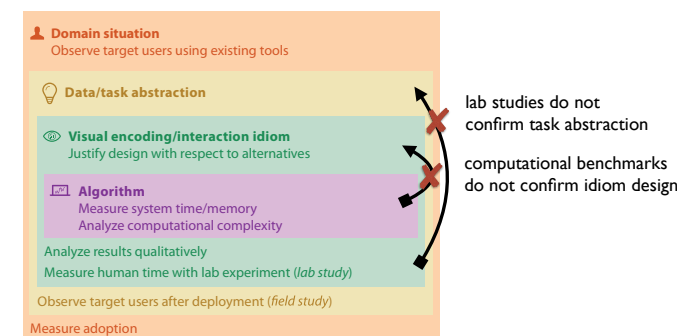 Domain situation
Observe target users using existing tools
Data/task abstraction
Visual encoding/interaction idiom
Justify design with respect to alternatives
Algorithm
Measure system time/memory
Analyze computational complexity
Analyze results qualitatively
Measure human time with lab experiment (lab study)
Observe target users after deployment (field study)
Measure adoption
lab studies do not
confirm task abstraction
computational benchmarks
do not confirm idiom design